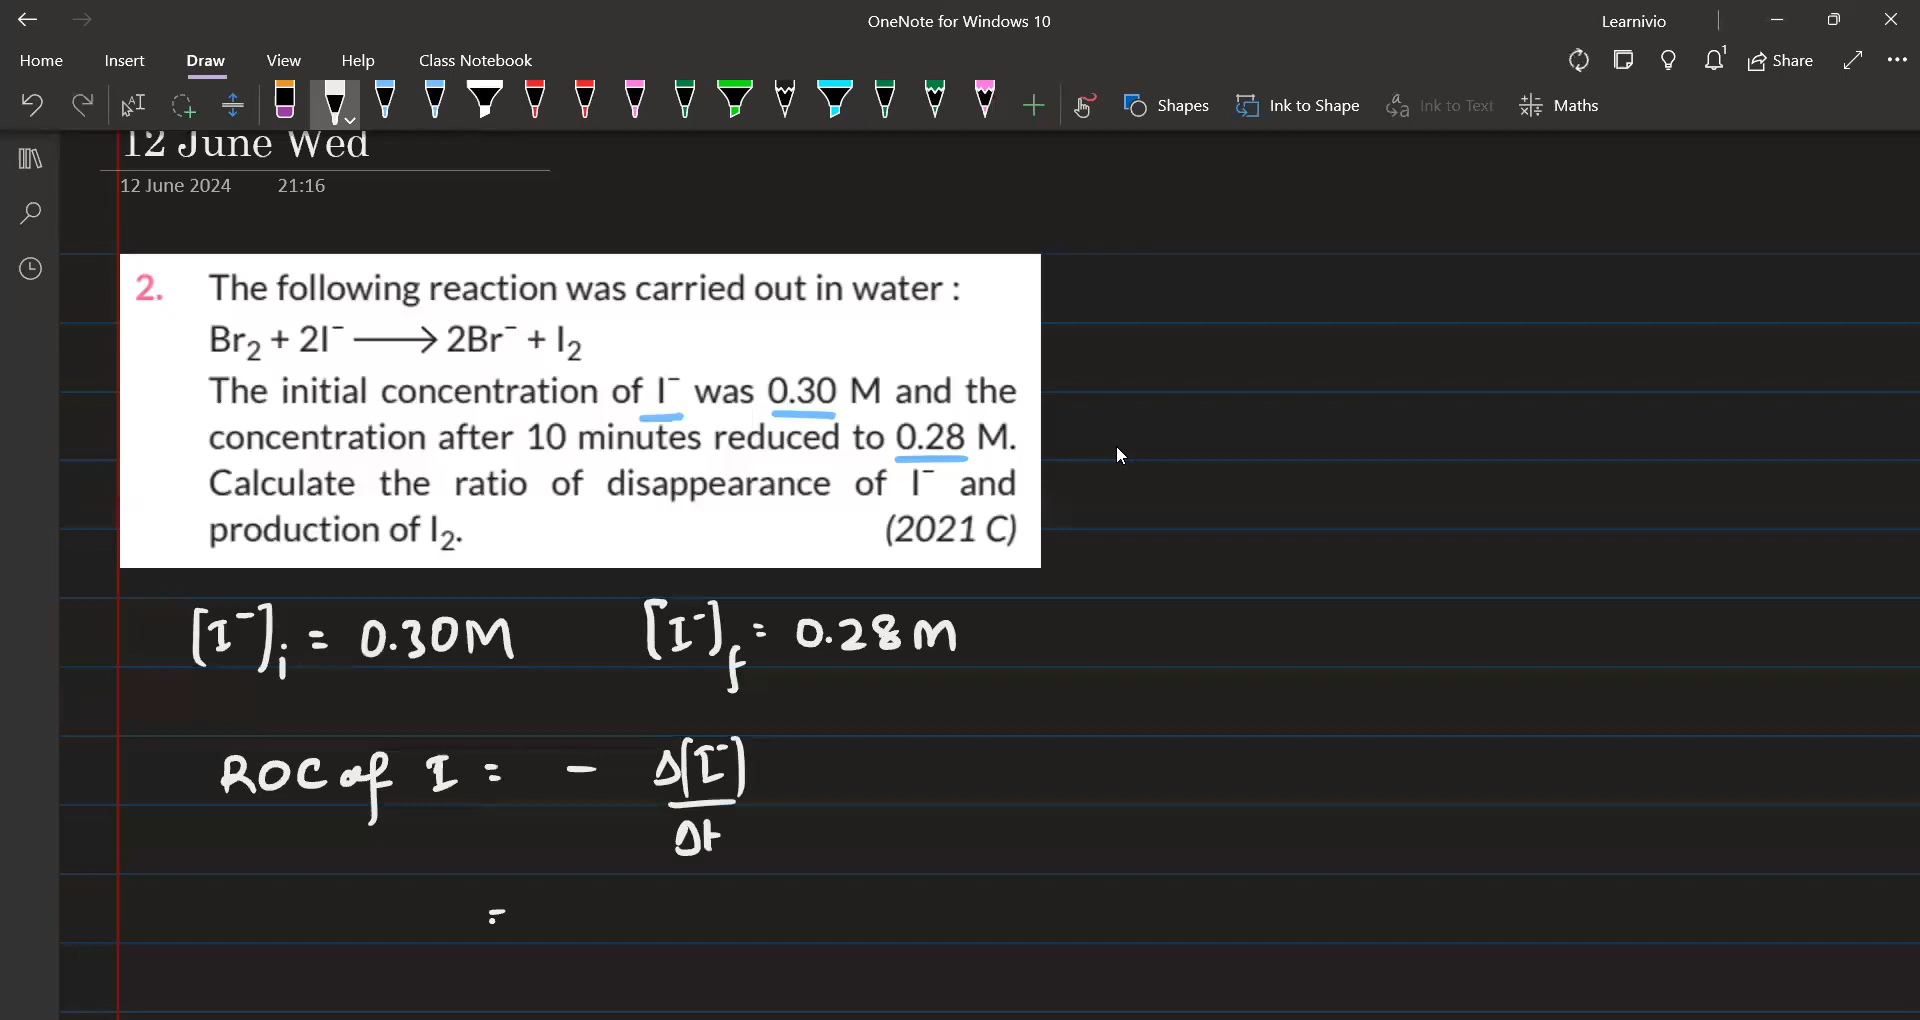 OneNote for Windows 10
Learnivio
Home Insert Draw View Help Class Notebook
1
Share
Shapes Ink to Shape Ink to Text Maths
12 June Wed
12 June 2024 21:16
2. The following reaction was carried out in water :
Br₂ + 2I⁻ ⟶ 2Br⁻ + I₂
The initial concentration of I⁻ was 0.30 M and the
concentration after 10 minutes reduced to 0.28 M.
Calculate the ratio of disappearance of I⁻ and
production of I₂. (2021 C)
[I⁻]i = 0.30M [I⁻]f = 0.28M
ROC of I = - Δ[I⁻]
Δt
=